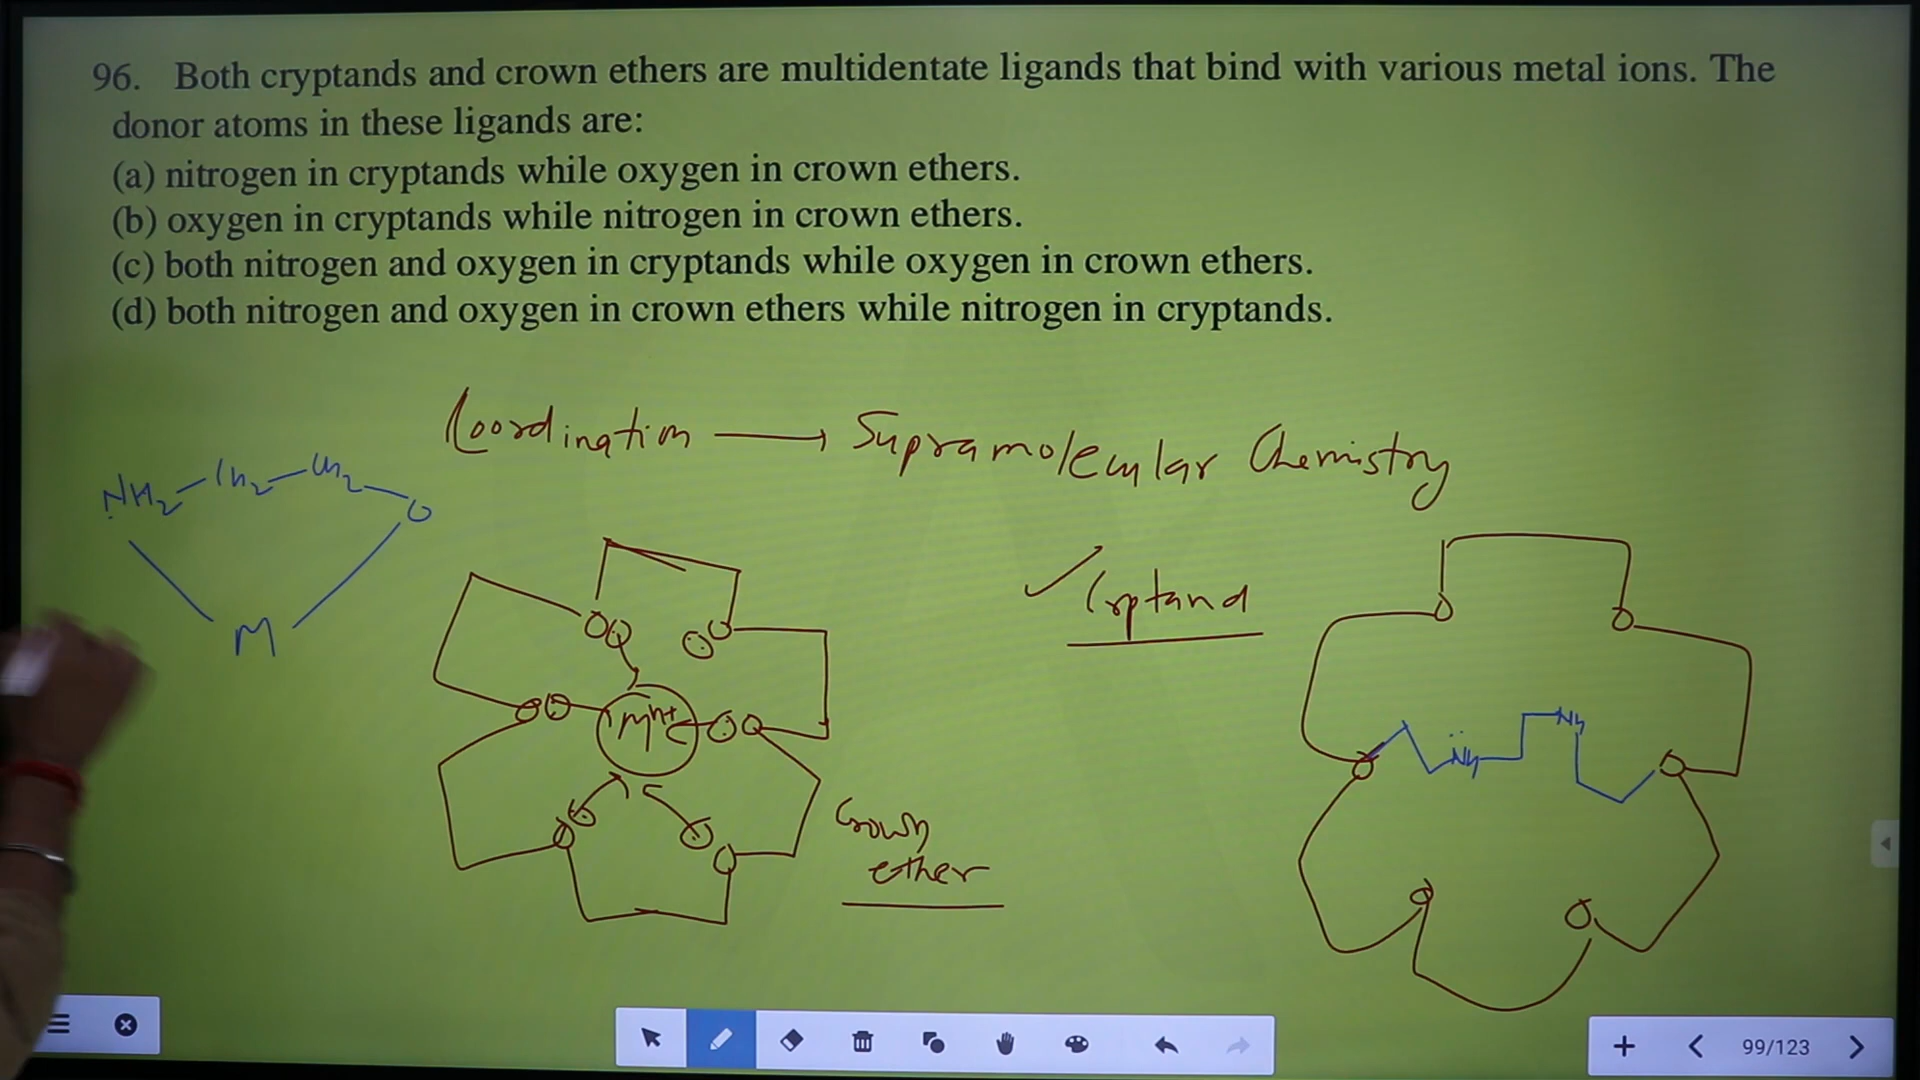 96. Both cryptands and crown ethers are multidentate ligands that bind with various metal ions. The
donor atoms in these ligands are:
(a) nitrogen in cryptands while oxygen in crown ethers.
(b) oxygen in cryptands while nitrogen in crown ethers.
(c) both nitrogen and oxygen in cryptands while oxygen in crown ethers.
(d) both nitrogen and oxygen in crown ethers while nitrogen in cryptands.
Coordination → Supramolecular Chemistry
NH2 CH2 CH2 O
M
Mn+
Crown
ether
Crptand
O O
O O
O O
99/123